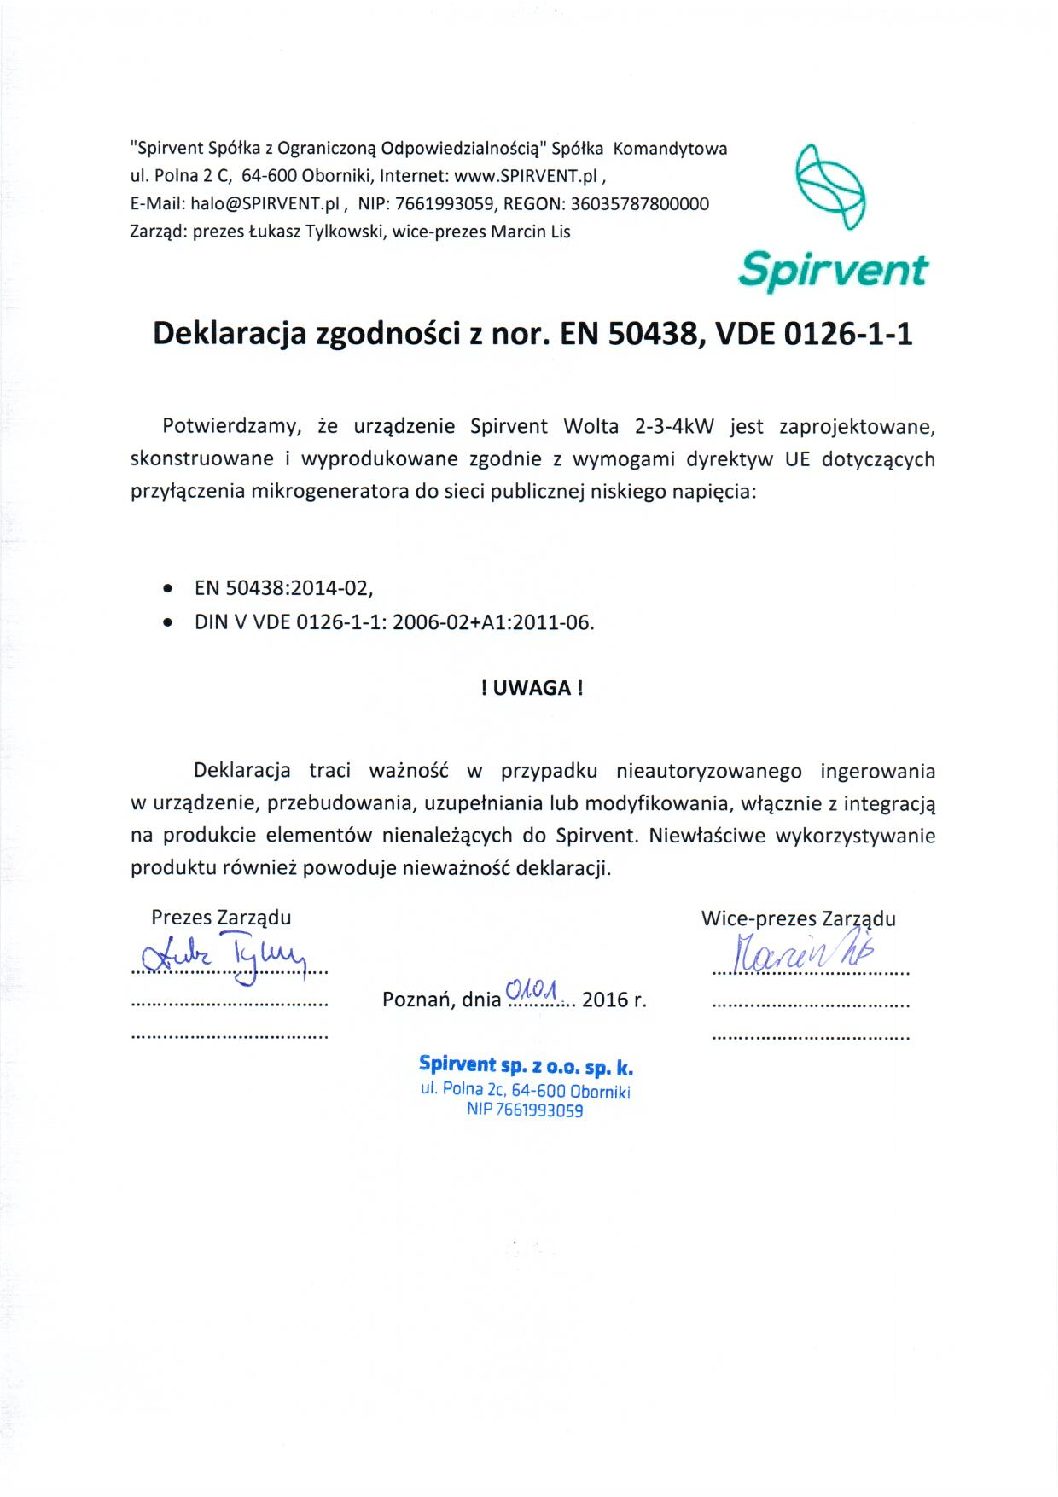 "Spirvent Spółka z Ograniczoną Odpowiedzialnością" Spółka Komandytowa
ul. Polna 2 C, 64-600 Oborniki, Internet: www.SPIRVENT.pl ,
E-Mail: halo@SPIRVENT.pl , NIP: 7661993059, REGON: 36035787800000
Zarząd: prezes Łukasz Tylkowski, wice-prezes Marcin Lis
Spirvent
Deklaracja zgodności z nor. EN 50438, VDE 0126-1-1
Potwierdzamy, że urządzenie Spirvent Wolta 2-3-4kW jest zaprojektowane,
skonstruowane i wyprodukowane zgodnie z wymogami dyrektyw UE dotyczących
przyłączenia mikrogeneratora do sieci publicznej niskiego napięcia:
• EN 50438:2014-02,
• DIN V VDE 0126-1-1: 2006-02+A1:2011-06.
! UWAGA !
Deklaracja traci ważność w przypadku nieautoryzowanego ingerowania
w urządzenie, przebudowania, uzupełniania lub modyfikowania, włącznie z integracją
na produkcie elementów nienależących do Spirvent. Niewłaściwe wykorzystywanie
produktu również powoduje nieważność deklaracji.
Prezes Zarządu
Wice-prezes Zarządu
Marcin Lis
Poznań, dnia 01.01 2016 r.
Spirvent sp. z o.o. sp. k.
ul. Polna 2c, 64-600 Oborniki
NIP 7661993059